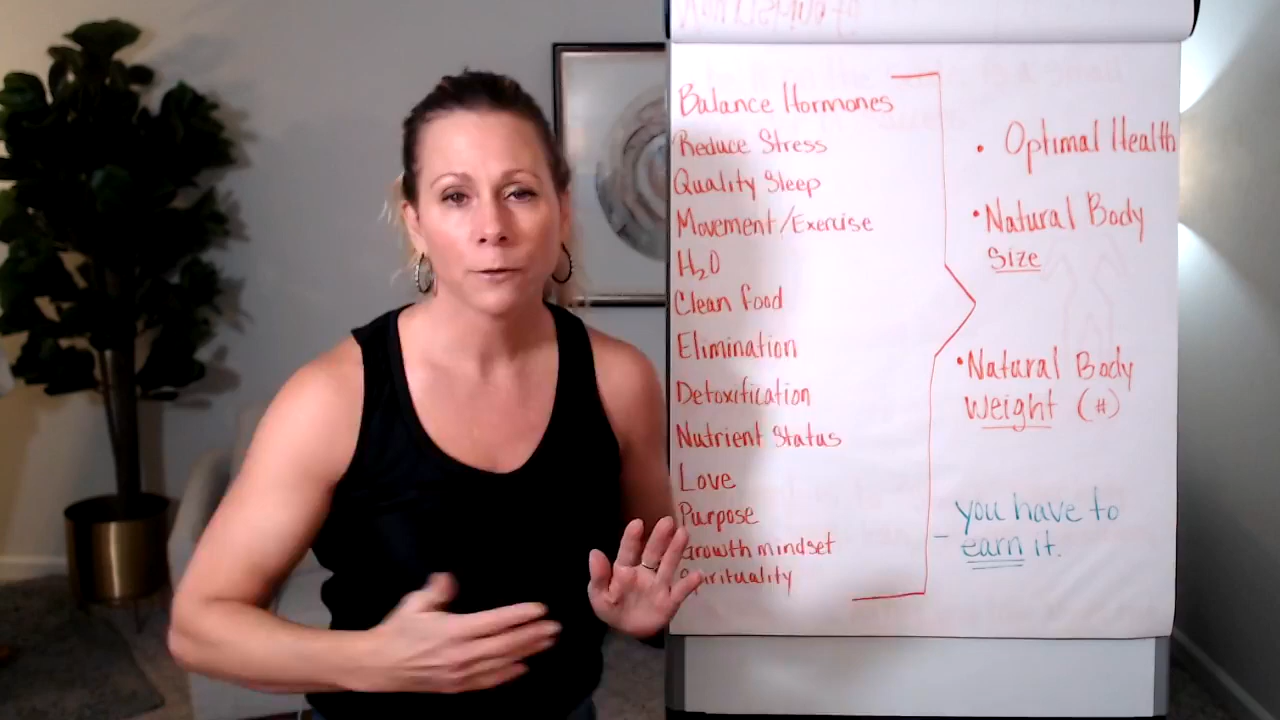 Balance Hormones
Reduce Stress
Quality Sleep
Movement/Exercise
H₂O
Clean food
Elimination
Detoxification
Nutrient Status
Love
Purpose
Growth mindset
Spirituality
• Optimal Health
• Natural Body
Size
• Natural Body
Weight (#)
- you have to
earn it.